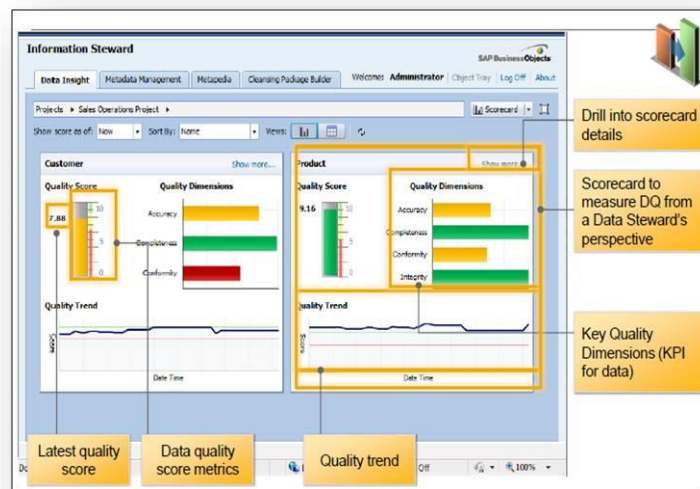 Information Steward
SAP BusinessObjects
Data Insight Metadata Management Metapedia Cleansing Package Builder Welcome: Administrator Object Tray Log Off About
Projects Sales Operations Project Scorecard
Show score as of: Now Sort By: Name Views:
Customer Show more...
Quality Score Quality Dimensions
7.88
10
5
0
Accuracy
Completeness
Conformity
Quality Trend
Score
Date Time
Product Show more
Quality Score Quality Dimensions
9.16
10
5
0
Accuracy
Completeness
Conformity
Integrity
Quality Trend
Score
Date Time
Drill into scorecard
details
Scorecard to
measure DQ from
a Data Steward's
perspective
Key Quality
Dimensions (KPI
for data)
Latest quality
score
Data quality
score metrics
Quality trend
Off 100%